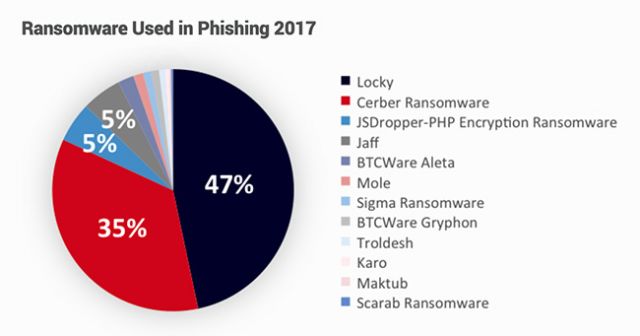 Ransomware Used in Phishing 2017
5%
5%
47%
35%
Locky
Cerber Ransomware
JSDropper-PHP Encryption Ransomware
Jaff
BTCWare Aleta
Mole
Sigma Ransomware
BTCWare Gryphon
Troldesh
Karo
Maktub
Scarab Ransomware